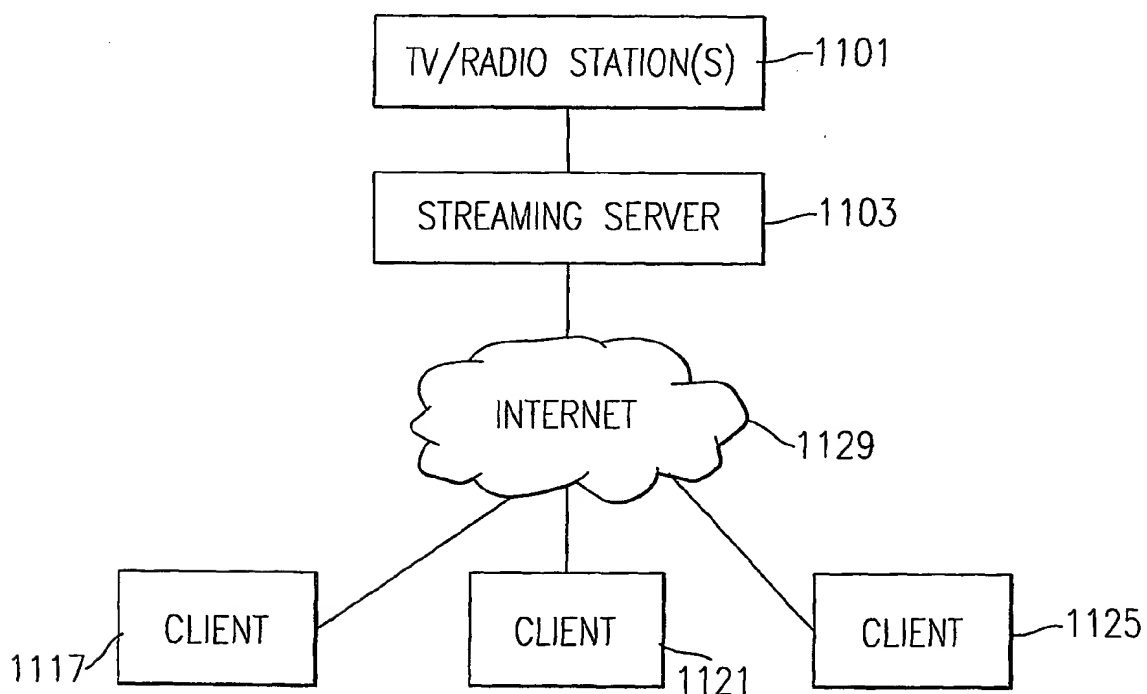 TV/RADIO STATION(S)
1101
STREAMING SERVER
1103
INTERNET
1129
CLIENT
1117
CLIENT
1121
CLIENT
1125